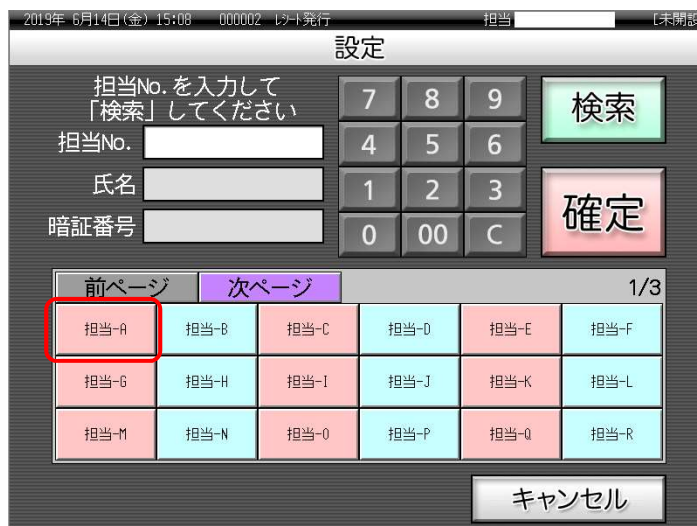 2019年 6月14日(金) 15:08 000002 レシート発行 担当 [未開設
設定
担当No.を入力して
「検索」してください
担当No.
氏名
暗証番号
7 8 9
4 5 6
1 2 3
0 00 C
検索
確定
前ページ 次ページ 1/3
担当-A 担当-B 担当-C 担当-D 担当-E 担当-F
担当-G 担当-H 担当-I 担当-J 担当-K 担当-L
担当-M 担当-N 担当-O 担当-P 担当-Q 担当-R
キャンセル